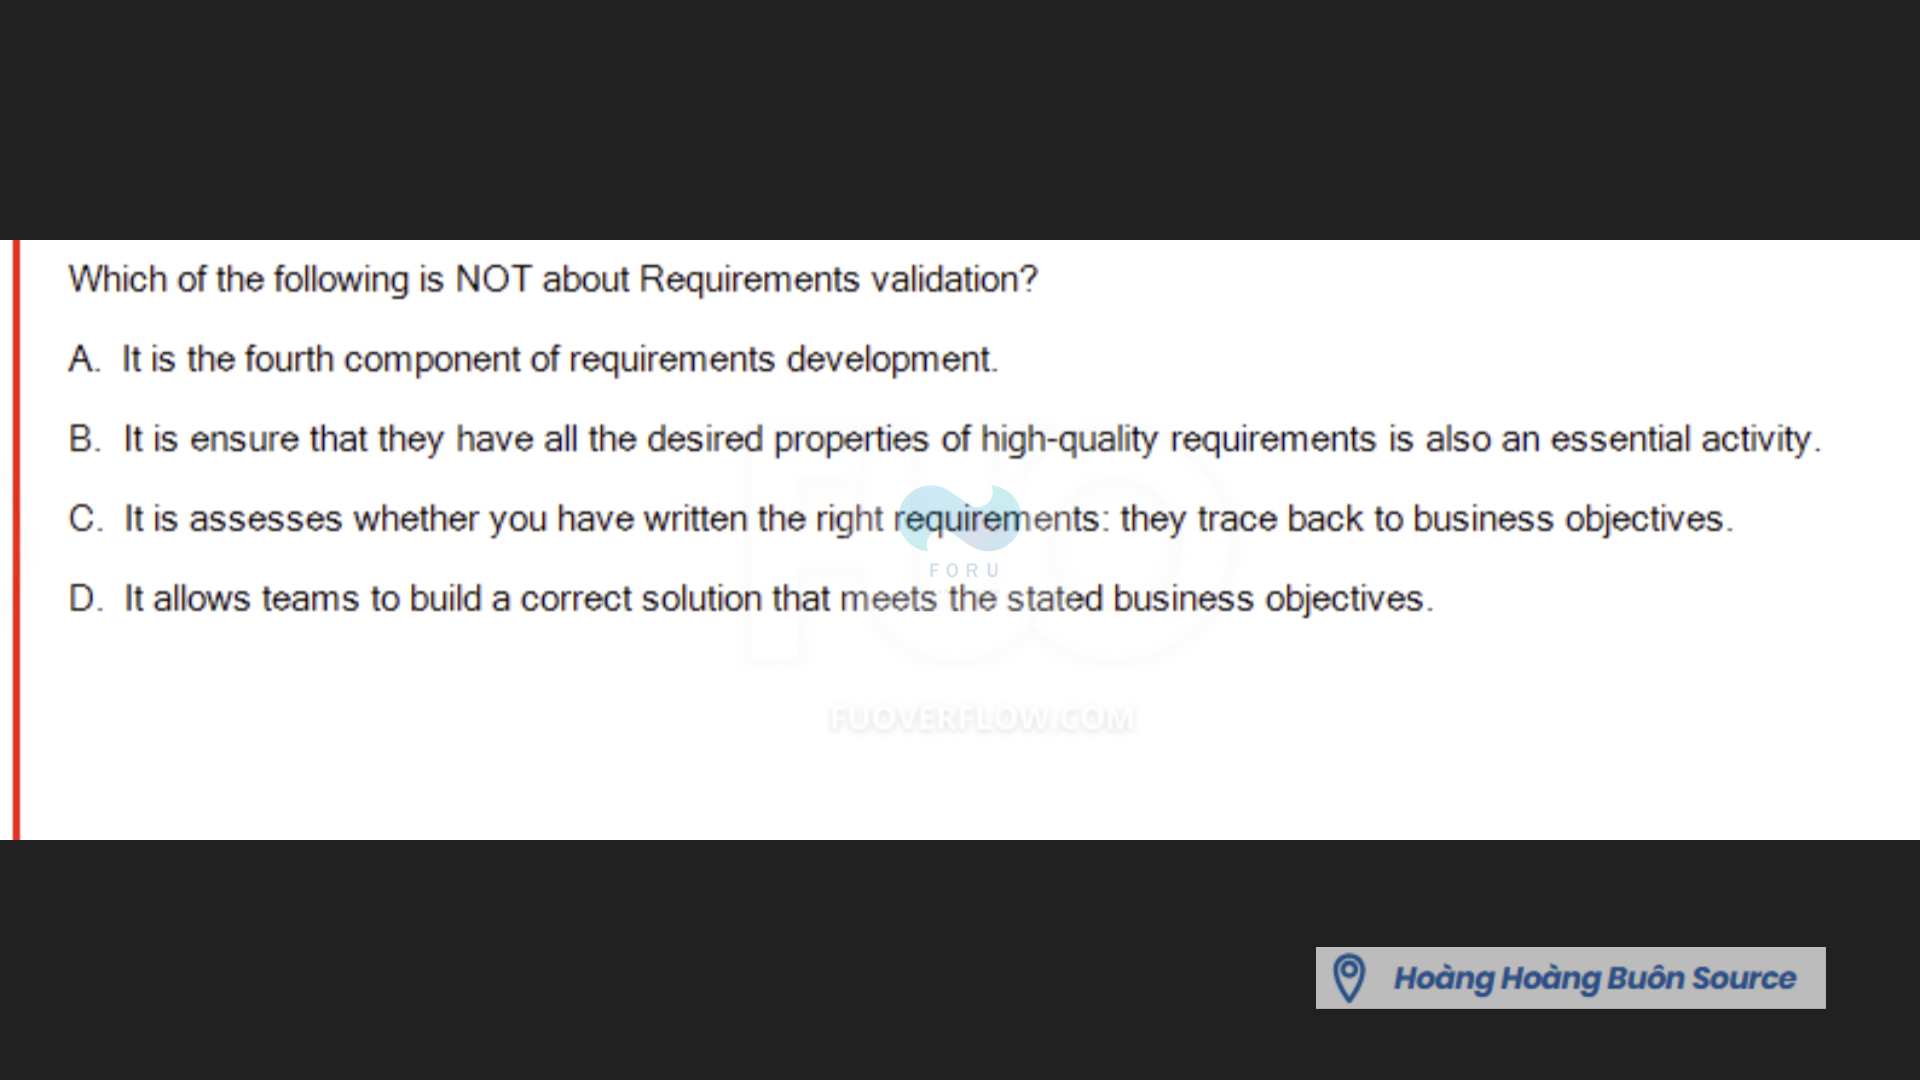 Which of the following is NOT about Requirements validation?
A. It is the fourth component of requirements development.
B. It is ensure that they have all the desired properties of high-quality requirements is also an essential activity.
C. It is assesses whether you have written the right requirements: they trace back to business objectives.
FORU
D. It allows teams to build a correct solution that meets the stated business objectives.
FUO
FUOVERFLOW.COM
Hoàng Hoàng Buôn Source